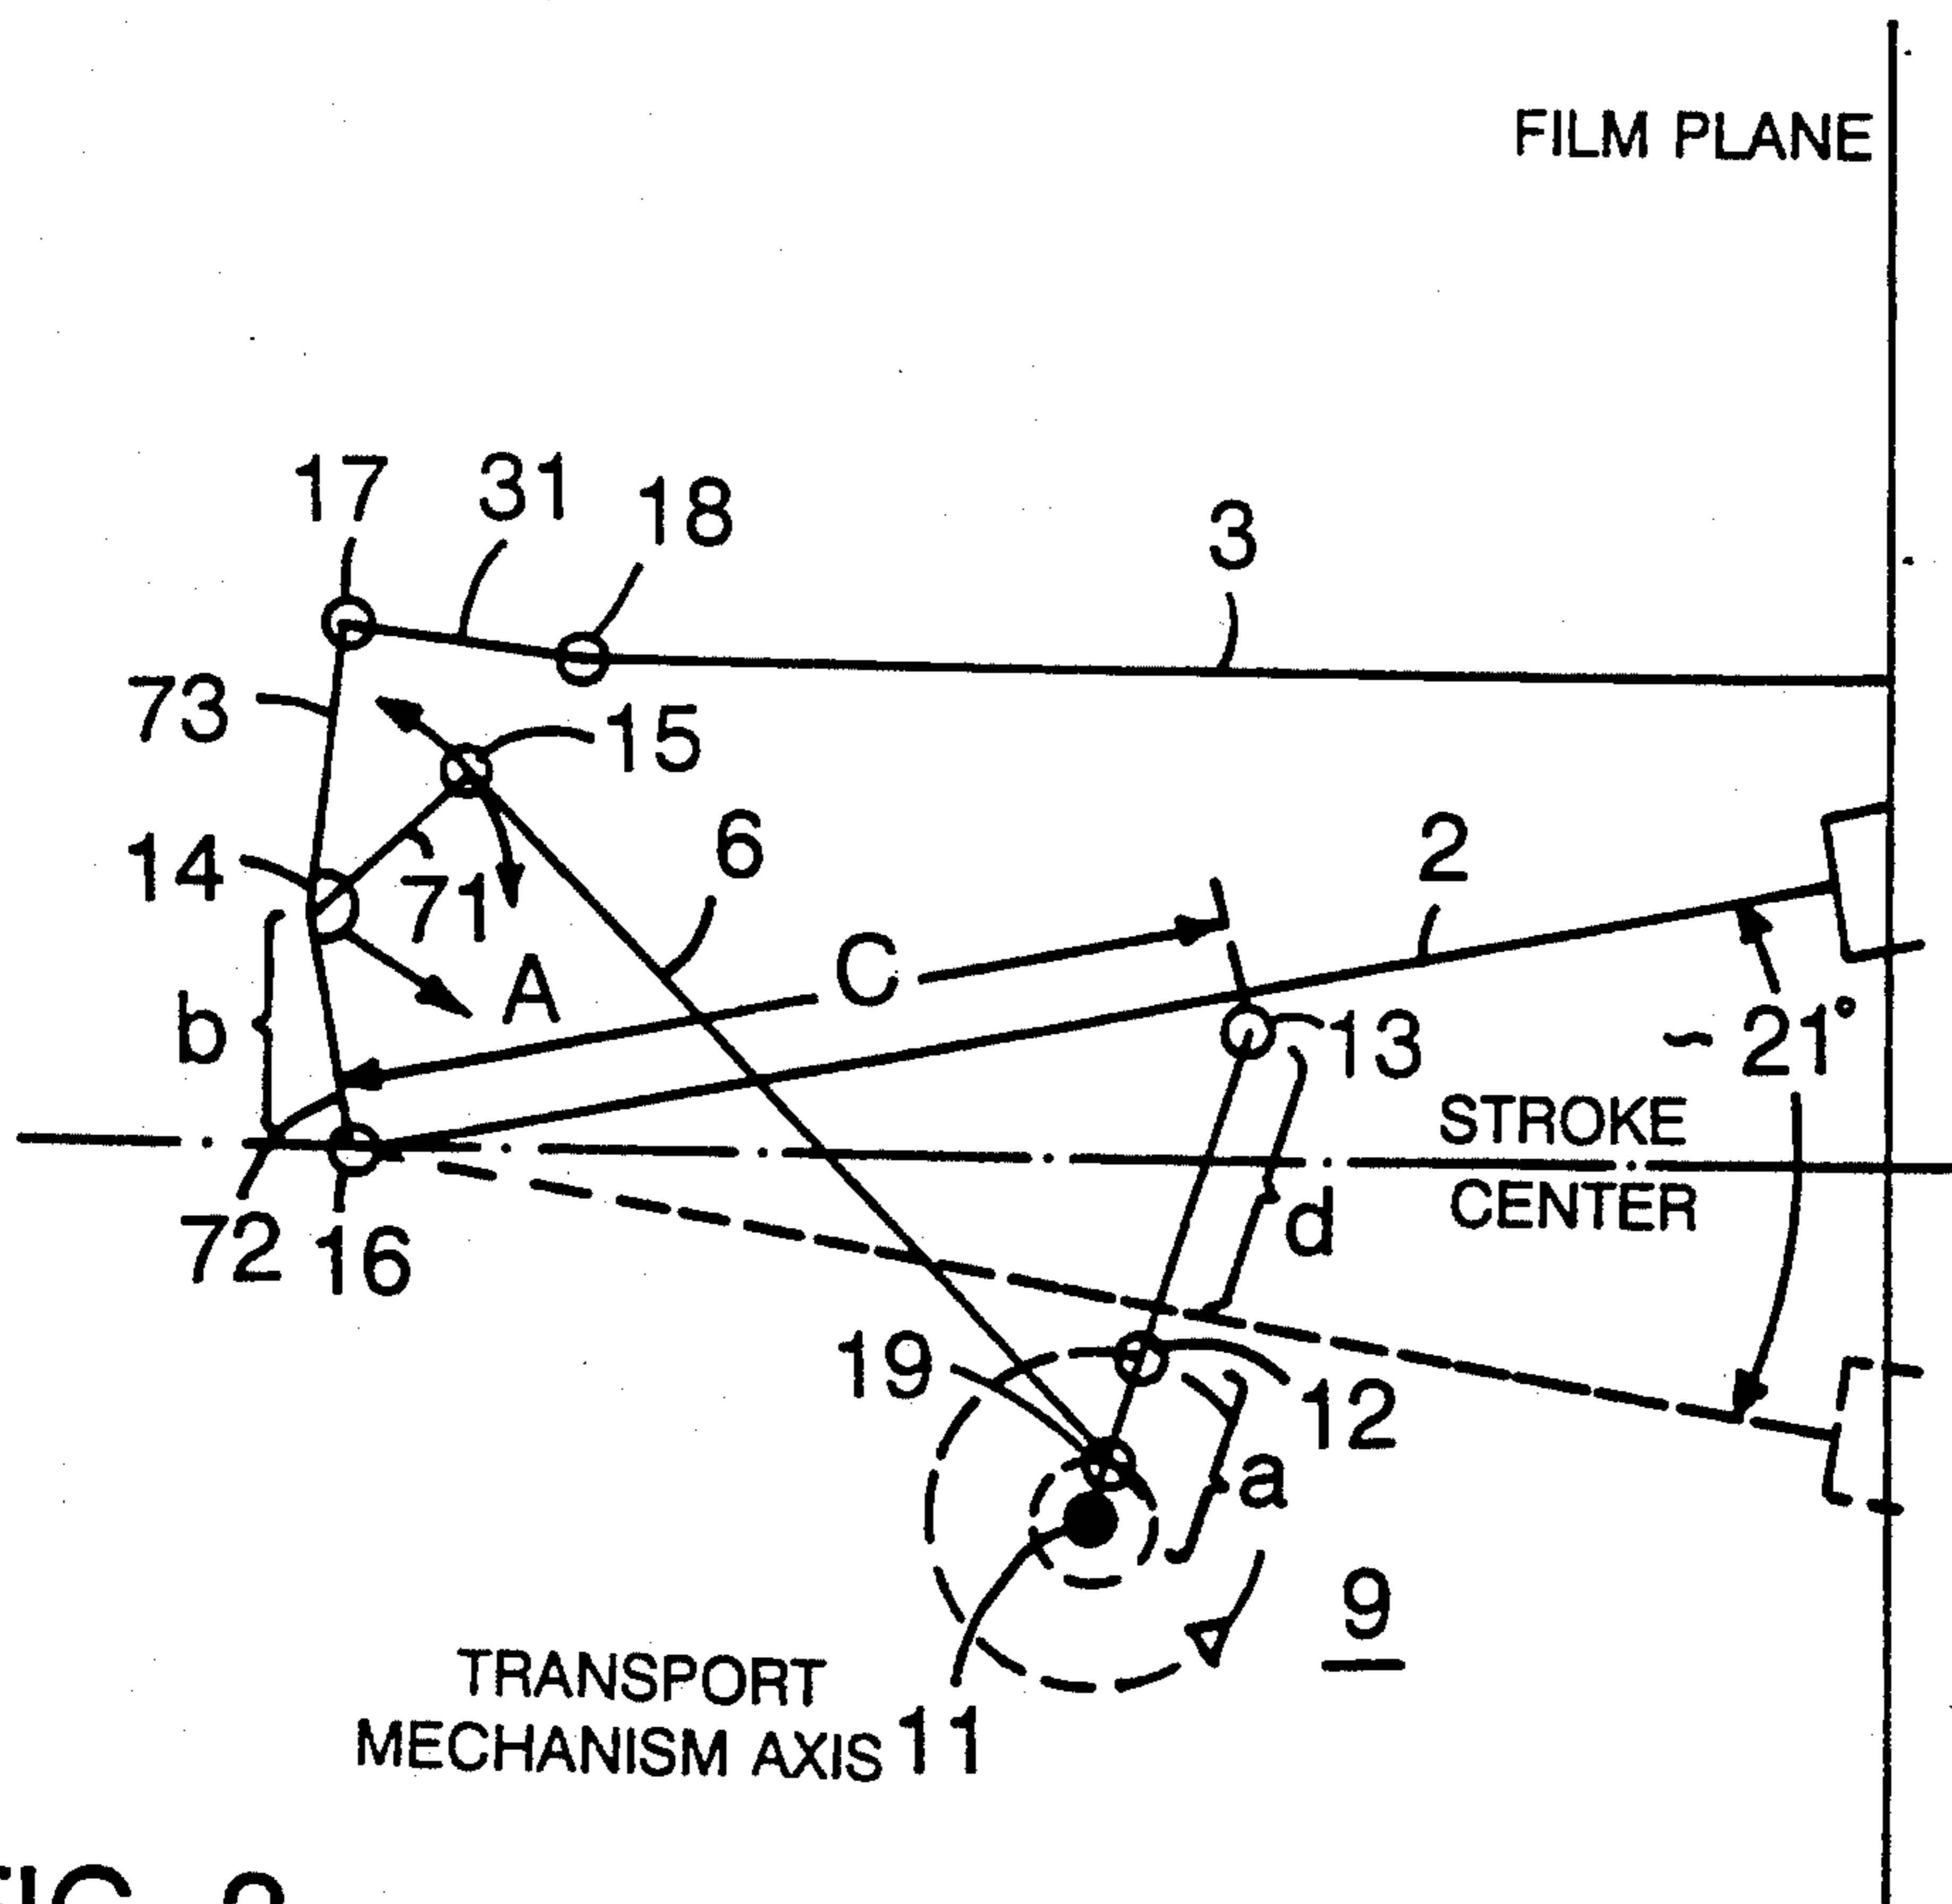 FILM PLANE
17 31 18
3
73
15
14
6
2
71
C
A
b
13
~ 21°
STROKE
CENTER
d
72 16
19
12
a
9
TRANSPORT
MECHANISM AXIS 11